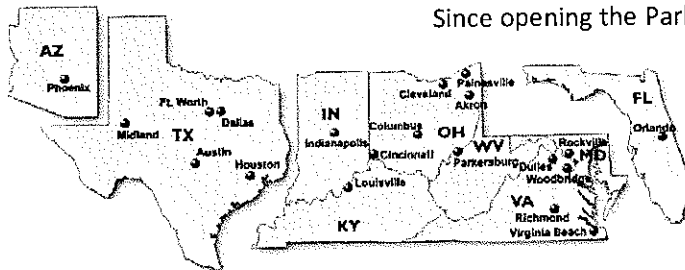 Since opening the Parl
AZ
Phoenix
Ft. Worth
Dallas
Midland
TX
Austin
Houston
IN
Indianapolis
Painesville
Cleveland
Akron
Columbus
OH
Cincinnati
Parkersburg
WV
Louisville
KY
Rockville
MD
Dulles
Woodbridge
VA
Richmond
Virginia Beach
FL
Orlando